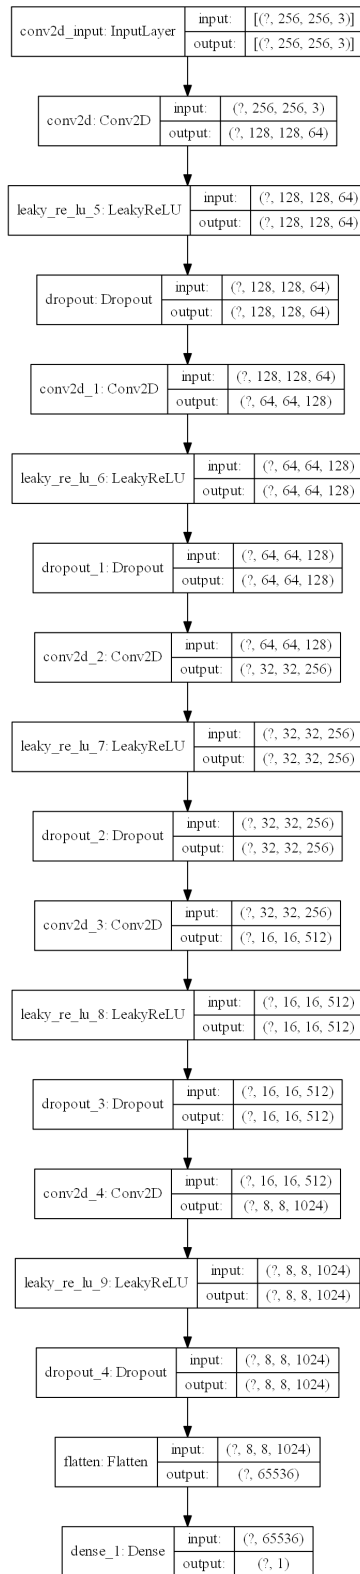 conv2d_input: InputLayer
input: [(?, 256, 256, 3)]
output: [(?, 256, 256, 3)]
conv2d: Conv2D
input: (?, 256, 256, 3)
output: (?, 128, 128, 64)
leaky_re_lu_5: LeakyReLU
input: (?, 128, 128, 64)
output: (?, 128, 128, 64)
dropout: Dropout
input: (?, 128, 128, 64)
output: (?, 128, 128, 64)
conv2d_1: Conv2D
input: (?, 128, 128, 64)
output: (?, 64, 64, 128)
leaky_re_lu_6: LeakyReLU
input: (?, 64, 64, 128)
output: (?, 64, 64, 128)
dropout_1: Dropout
input: (?, 64, 64, 128)
output: (?, 64, 64, 128)
conv2d_2: Conv2D
input: (?, 64, 64, 128)
output: (?, 32, 32, 256)
leaky_re_lu_7: LeakyReLU
input: (?, 32, 32, 256)
output: (?, 32, 32, 256)
dropout_2: Dropout
input: (?, 32, 32, 256)
output: (?, 32, 32, 256)
conv2d_3: Conv2D
input: (?, 32, 32, 256)
output: (?, 16, 16, 512)
leaky_re_lu_8: LeakyReLU
input: (?, 16, 16, 512)
output: (?, 16, 16, 512)
dropout_3: Dropout
input: (?, 16, 16, 512)
output: (?, 16, 16, 512)
conv2d_4: Conv2D
input: (?, 16, 16, 512)
output: (?, 8, 8, 1024)
leaky_re_lu_9: LeakyReLU
input: (?, 8, 8, 1024)
output: (?, 8, 8, 1024)
dropout_4: Dropout
input: (?, 8, 8, 1024)
output: (?, 8, 8, 1024)
flatten: Flatten
input: (?, 8, 8, 1024)
output: (?, 65536)
dense_1: Dense
input: (?, 65536)
output: (?, 1)